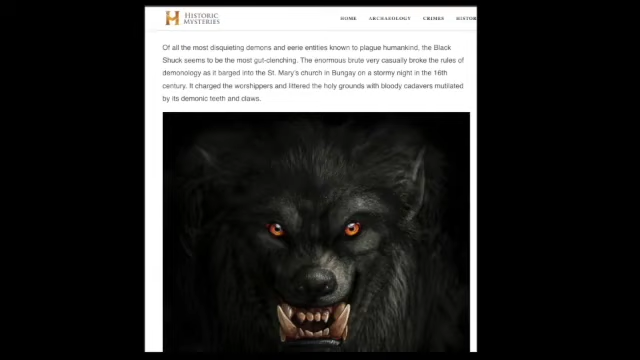 HISTORIC
MYSTERIES
HOME ARCHAEOLOGY CRIMES HISTOR
Of all the most disquieting demons and eerie entities known to plague humankind, the Black
Shuck seems to be the most gut-clenching. The enormous brute very casually broke the rules of
demonology as it barged into the St. Mary's church in Bungay on a stormy night in the 16th
century. It charged the worshippers and littered the holy grounds with bloody cadavers mutilated
by its demonic teeth and claws.